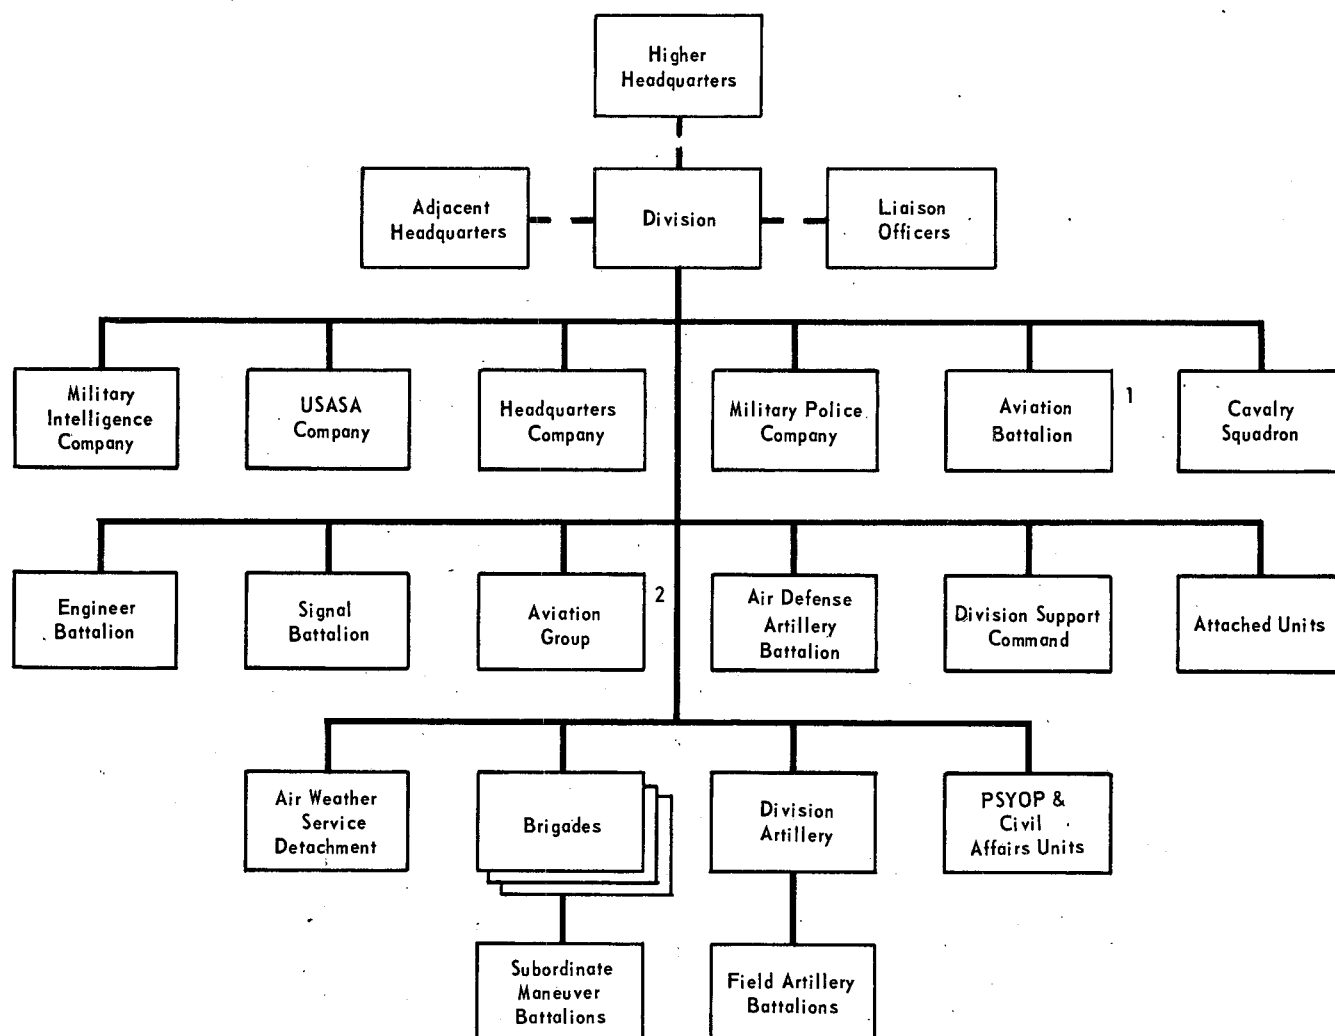 Higher
Headquarters
Adjacent
Headquarters
Division
Liaison
Officers
Military
Intelligence
Company
USASA
Company
Headquarters
Company
Military Police
Company
Aviation
Battalion
1
Cavalry
Squadron
Engineer
Battalion
Signal
Battalion
Aviation
Group
2
Air Defense
Artillery
Battalion
Division Support
Command
Attached Units
Air Weather
Service
Detachment
Brigades
Division
Artillery
PSYOP &
Civil
Affairs Units
Subordinate
Maneuver
Battalions
Field Artillery
Battalions